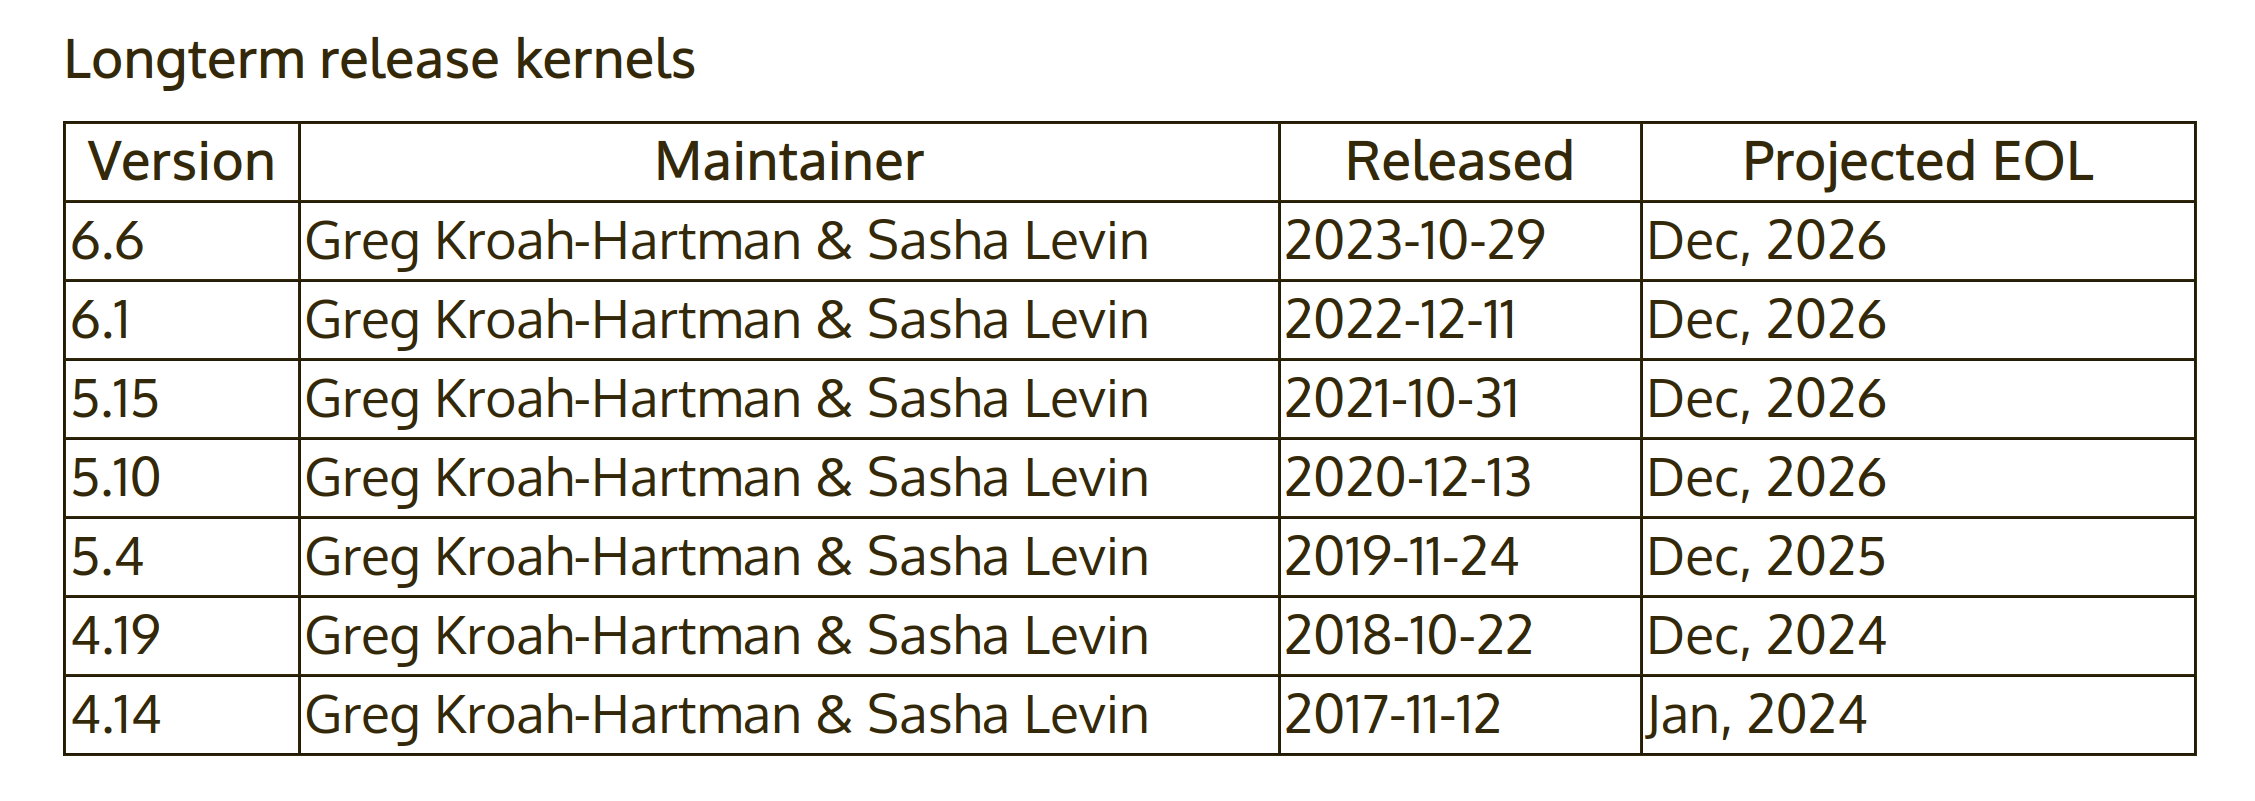 Longterm release kernels
Version Maintainer Released Projected EOL
6.6 Greg Kroah-Hartman & Sasha Levin 2023-10-29 Dec, 2026
6.1 Greg Kroah-Hartman & Sasha Levin 2022-12-11 Dec, 2026
5.15 Greg Kroah-Hartman & Sasha Levin 2021-10-31 Dec, 2026
5.10 Greg Kroah-Hartman & Sasha Levin 2020-12-13 Dec, 2026
5.4 Greg Kroah-Hartman & Sasha Levin 2019-11-24 Dec, 2025
4.19 Greg Kroah-Hartman & Sasha Levin 2018-10-22 Dec, 2024
4.14 Greg Kroah-Hartman & Sasha Levin 2017-11-12 Jan, 2024